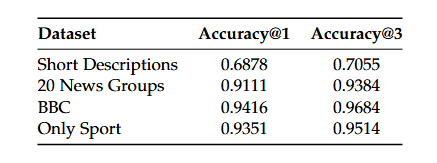 Dataset Accuracy@1 Accuracy@3
Short Descriptions 0.6878 0.7055
20 News Groups 0.9111 0.9384
BBC 0.9416 0.9684
Only Sport 0.9351 0.9514